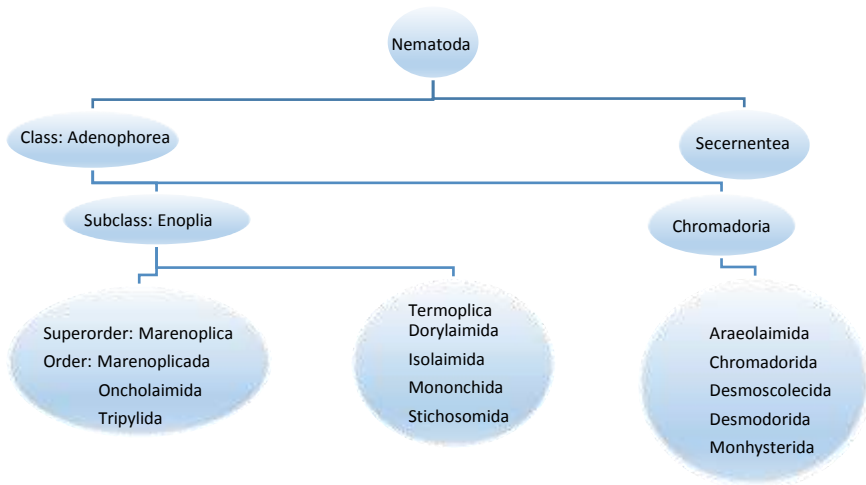 Nematoda
Class: Adenophorea
Secernentea
Subclass: Enoplia
Chromadoria
Superorder: Marenoplica
Order: Marenoplicada
Oncholaimida
Tripylida
Termoplica
Dorylaimida
Isolaimida
Mononchida
Stichosomida
Araeolaimida
Chromadorida
Desmoscolecida
Desmodorida
Monhysterida